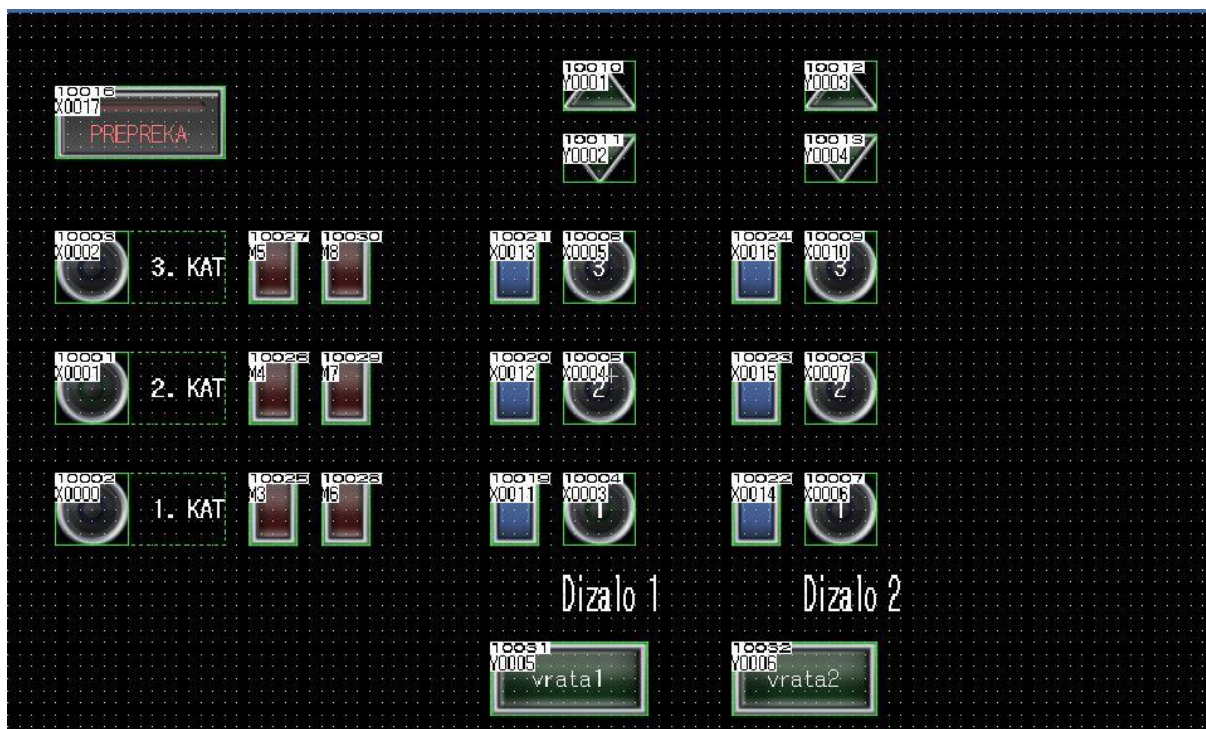 10010 10012
Y0001 Y0003
10016
X0017
PREPREKA
10011 10013
Y0002 Y0004
10003 10027 10030 10021 10006 10024 10009
X0002 M5 M8 X0013 X0005 X0016 X0010
3. KAT 3 3
10001 10026 10029 10020 10005 10023 10008
X0001 M4 M7 X0012 X0004 X0015 X0007
2. KAT 2 2
10002 10025 10028 10019 10004 10022 10007
X0000 M3 M6 X0011 X0003 X0014 X0006
1. KAT 1 1
Dizalo 1 Dizalo 2
10031 10032
Y0005 Y0006
vrata1 vrata2